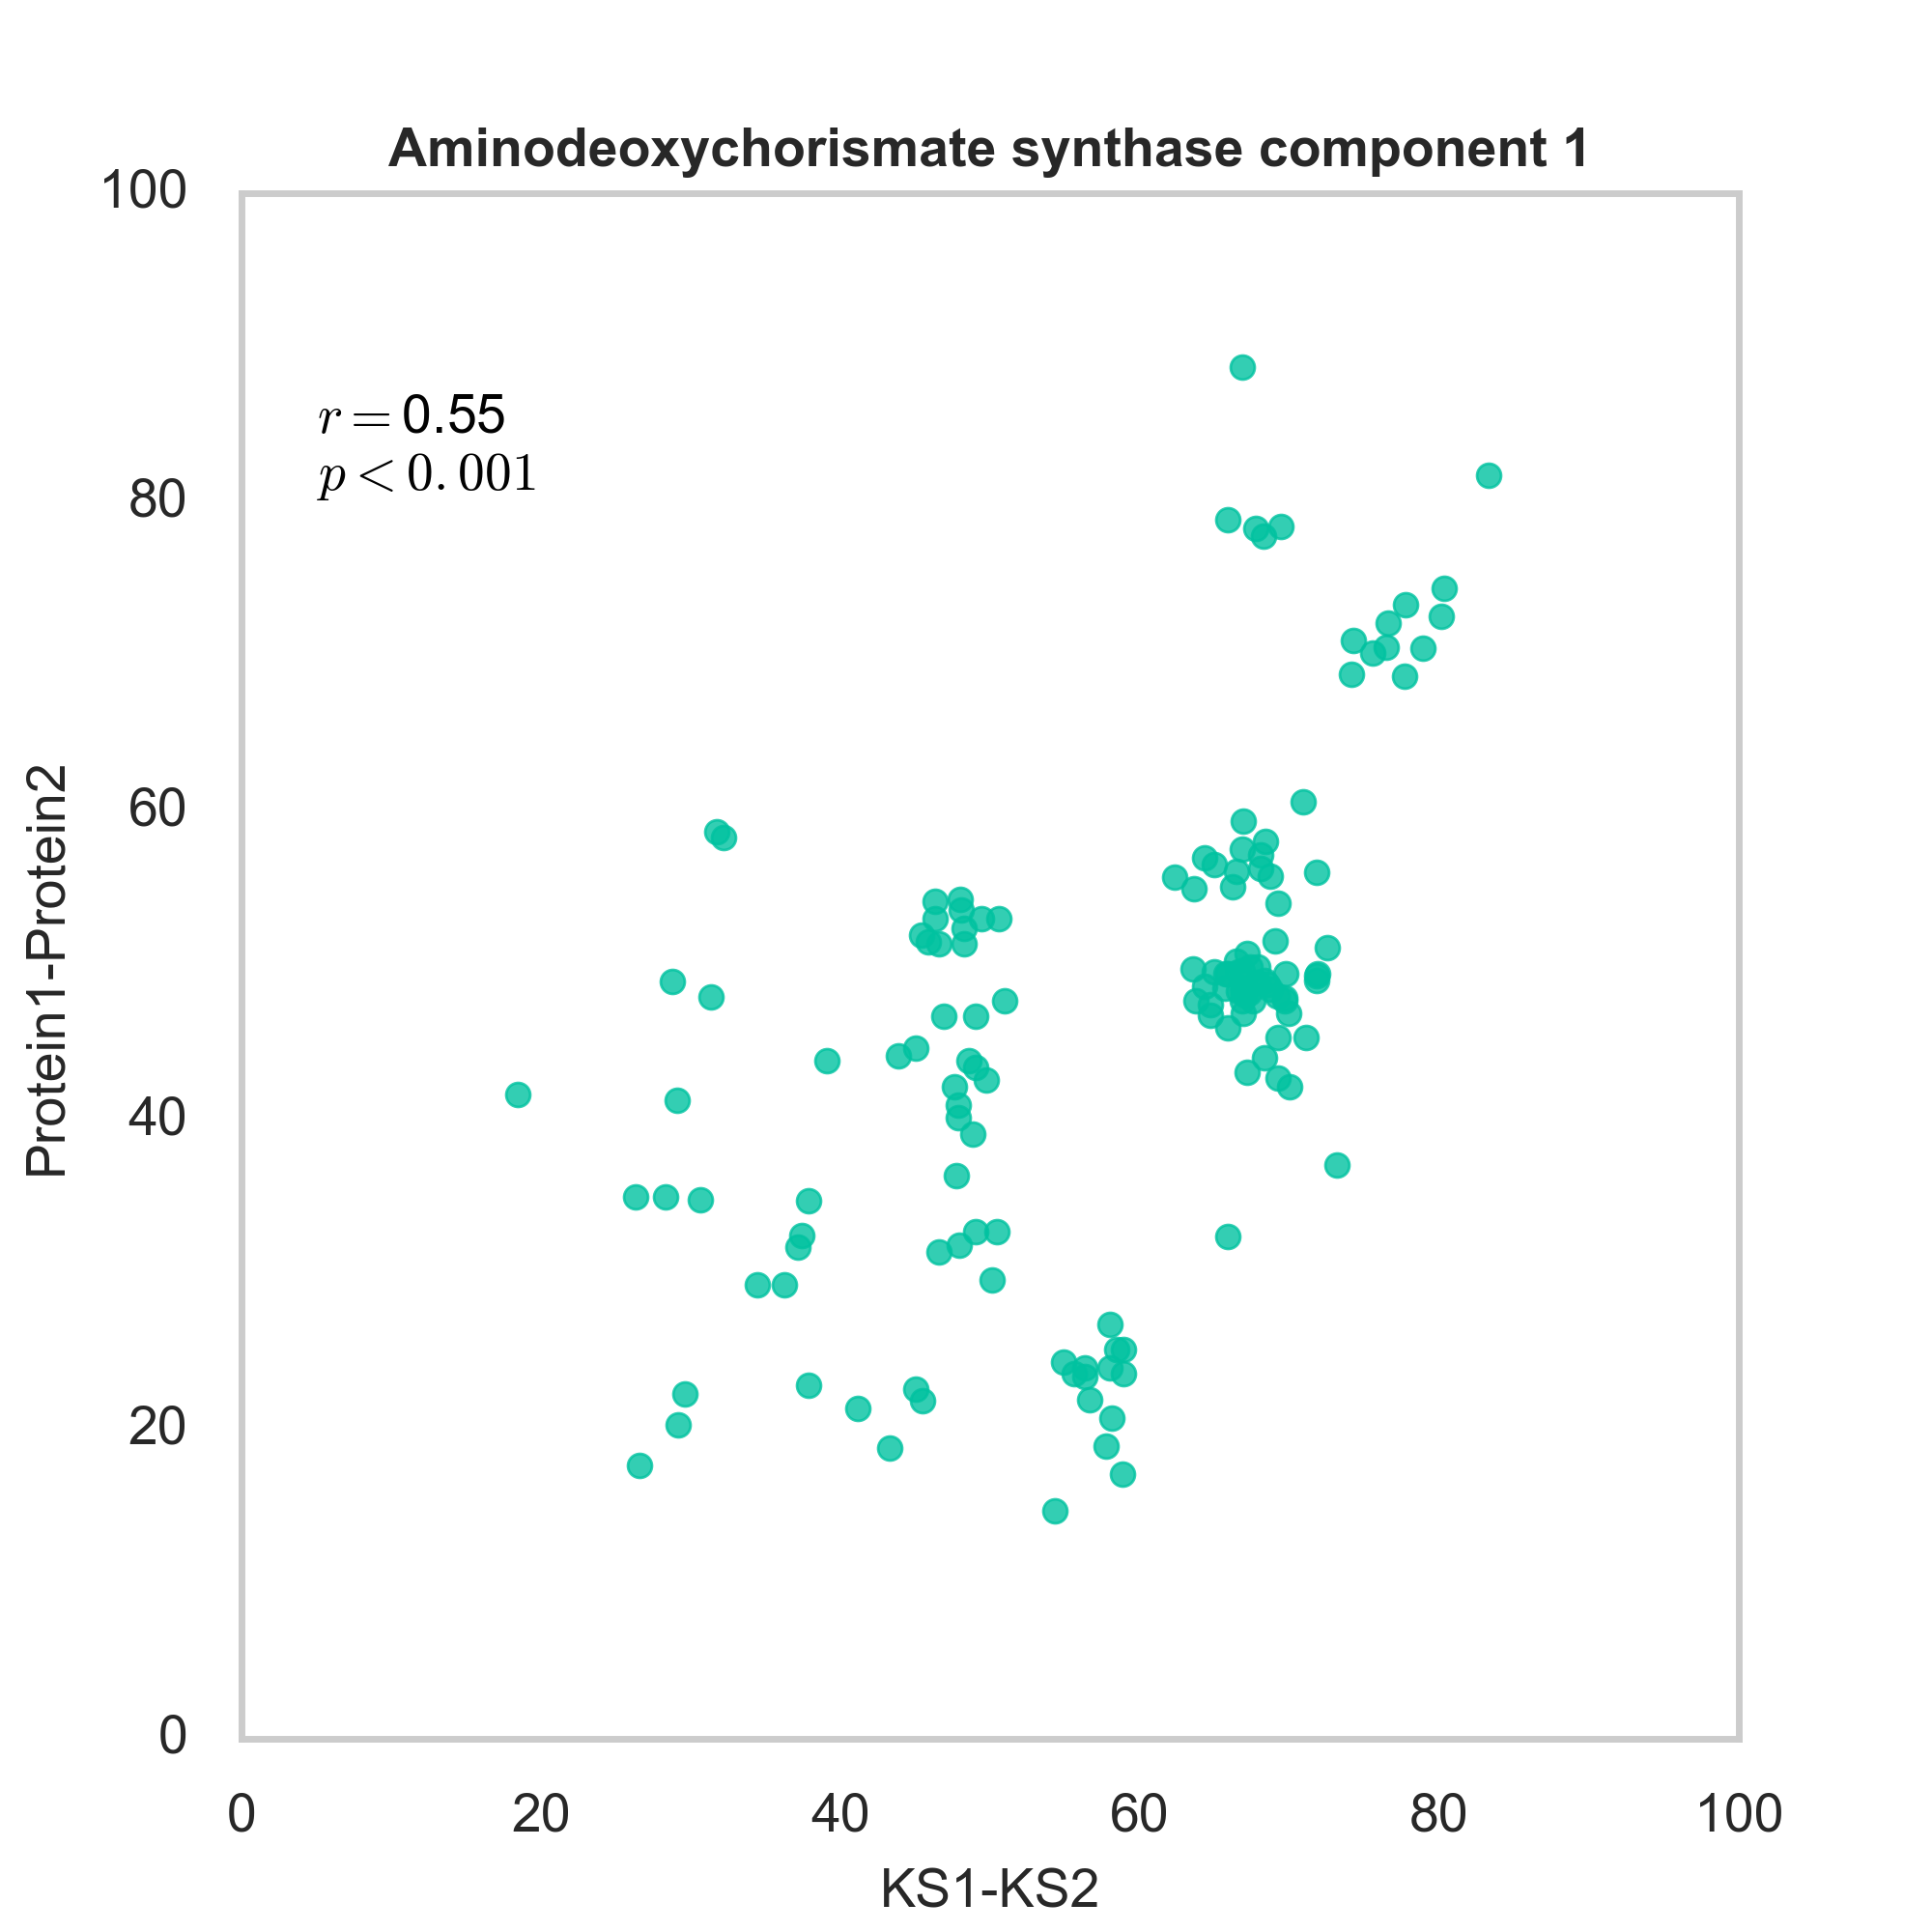 Aminodeoxychorismate synthase component 1
100
80
60
40
20
0
r = 0.55
p < 0.001
Protein1-Protein2
0 20 40 60 80 100
KS1-KS2